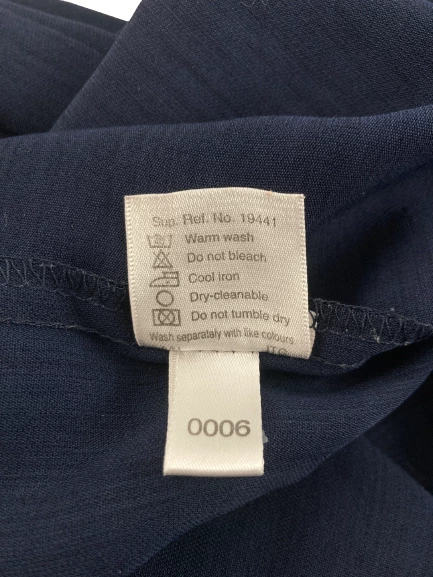 Sup. Ref. No. 19441
Warm wash
Do not bleach
Cool iron
Dry-cleanable
Do not tumble dry
Wash separately with like colours
0006